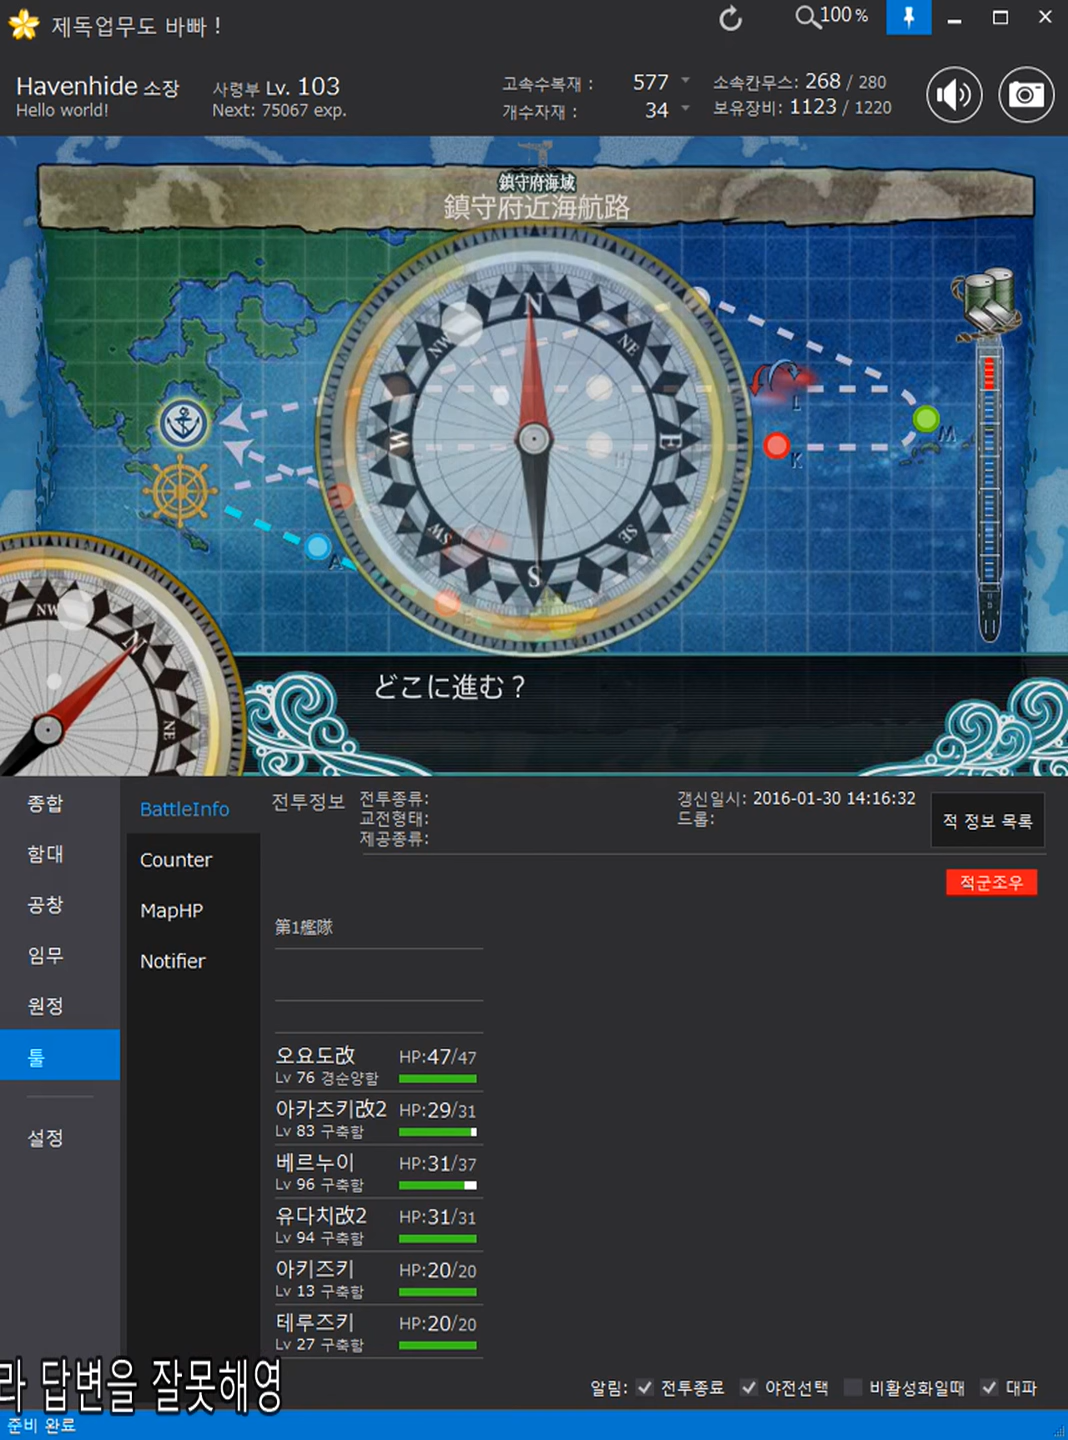 제독업무도 바빠 !
100 %
Havenhide 소장
Hello world!
사령부 Lv. 103
Next: 75067 exp.
고속수복재 : 577
개수자재 : 34
소속칸무스: 268 / 280
보유장비: 1123 / 1220
鎮守府海域
鎮守府近海航路
N
NE
E
SE
S
SW
W
NW
L
M
K
A
NW
N
NE
どこに進む？
종합
함대
공창
임무
원정
툴
설정
BattleInfo
Counter
MapHP
Notifier
전투정보
전투종류:
교전형태:
제공종류:
갱신일시: 2016-01-30 14:16:32
드롭:
적 정보 목록
적군조우
第1艦隊
오요도改 HP:47/47
Lv 76 경순양함
아카츠키改2 HP:29/31
Lv 83 구축함
베르누이 HP:31/37
Lv 96 구축함
유다치改2 HP:31/31
Lv 94 구축함
아키즈키 HP:20/20
Lv 13 구축함
테루즈키 HP:20/20
Lv 27 구축함
라 답변을 잘못해영
알림: 전투종료 야전선택 비활성화일때 대파
준비 완료